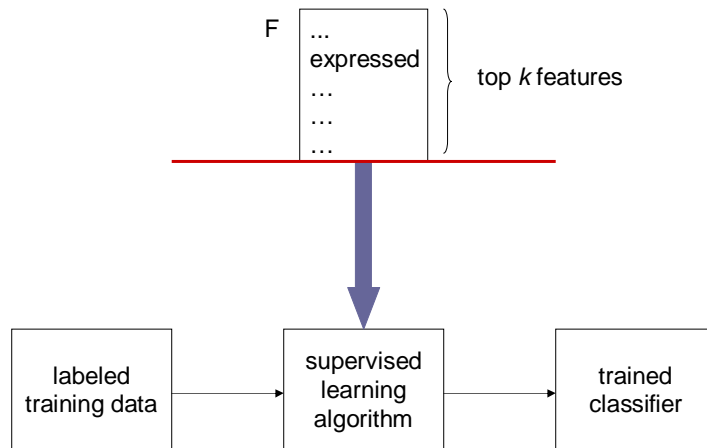 F
...
expressed
…
…
…
top k features
labeled
training data
supervised
learning
algorithm
trained
classifier